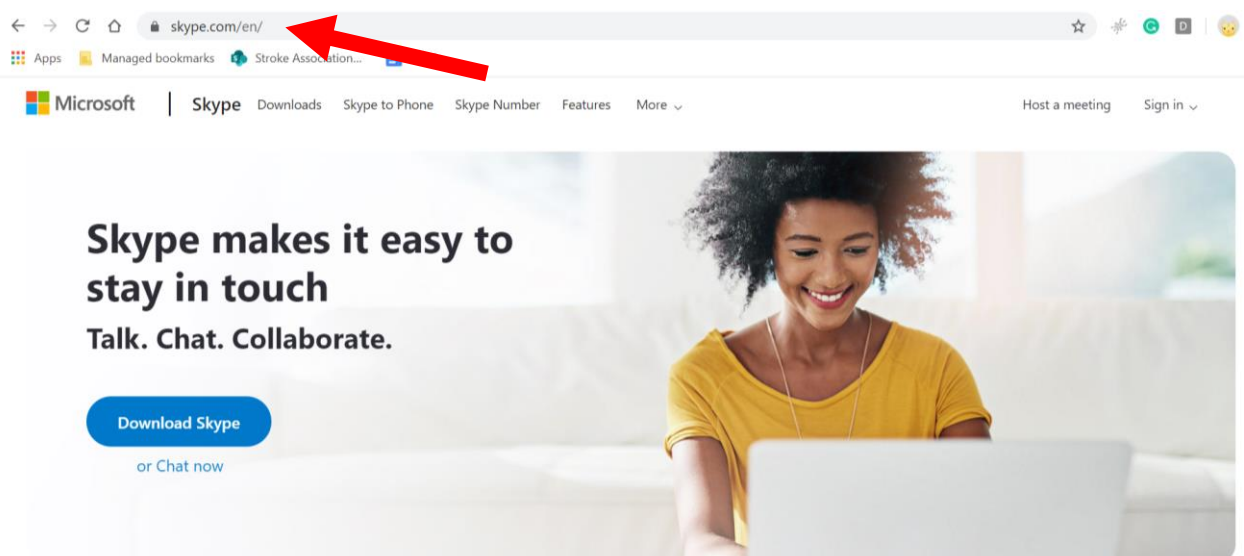 skype.com/en/
Apps Managed bookmarks Stroke Association...
Microsoft Skype Downloads Skype to Phone Skype Number Features More Host a meeting Sign in
Skype makes it easy to
stay in touch
Talk. Chat. Collaborate.
Download Skype
or Chat now